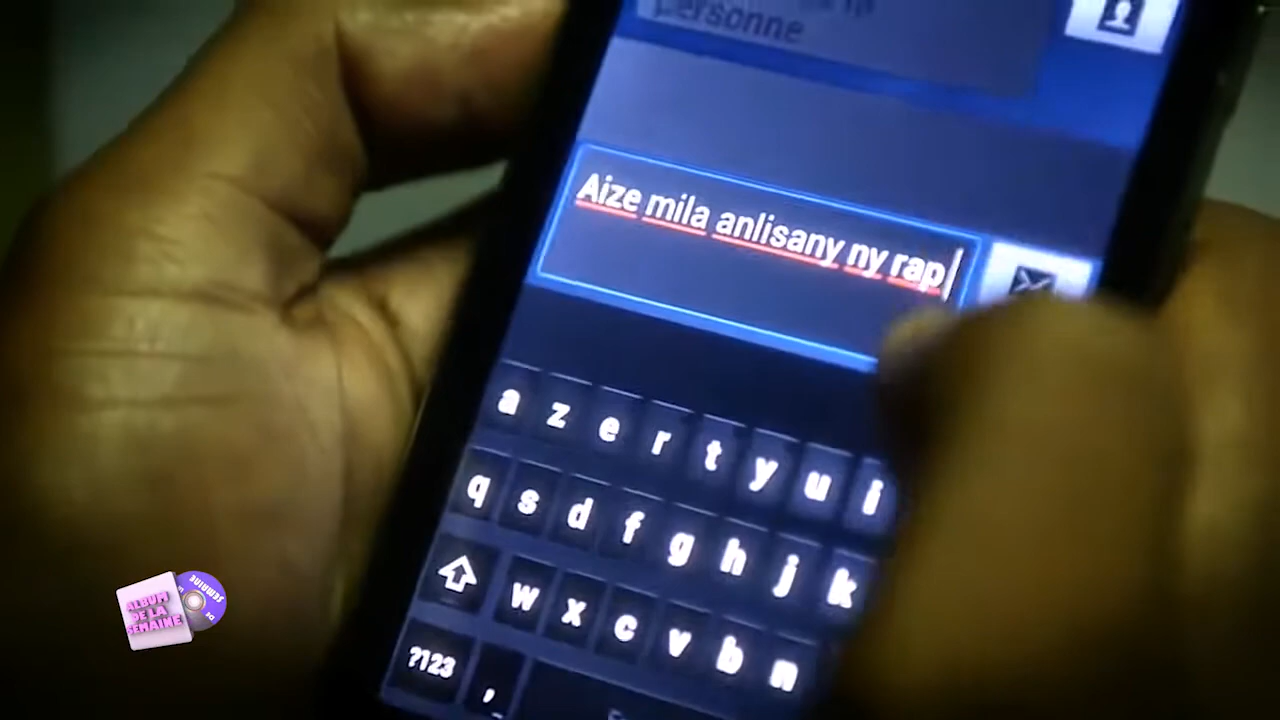 personne
Aize mila anlisany ny rap
a z e r t y u i
q s d f g h j k
w x c v b n
?123 ,
ALBUM
DE LA
SEMAINE